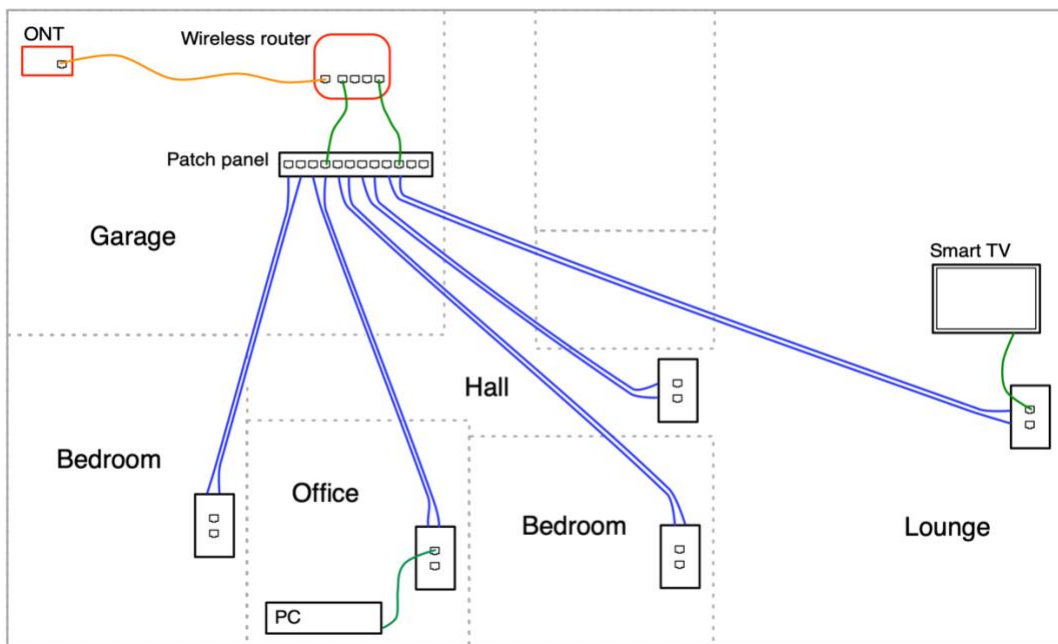 ONT
Wireless router
Patch panel
Garage
Smart TV
Hall
Bedroom
Office
Bedroom
Lounge
PC